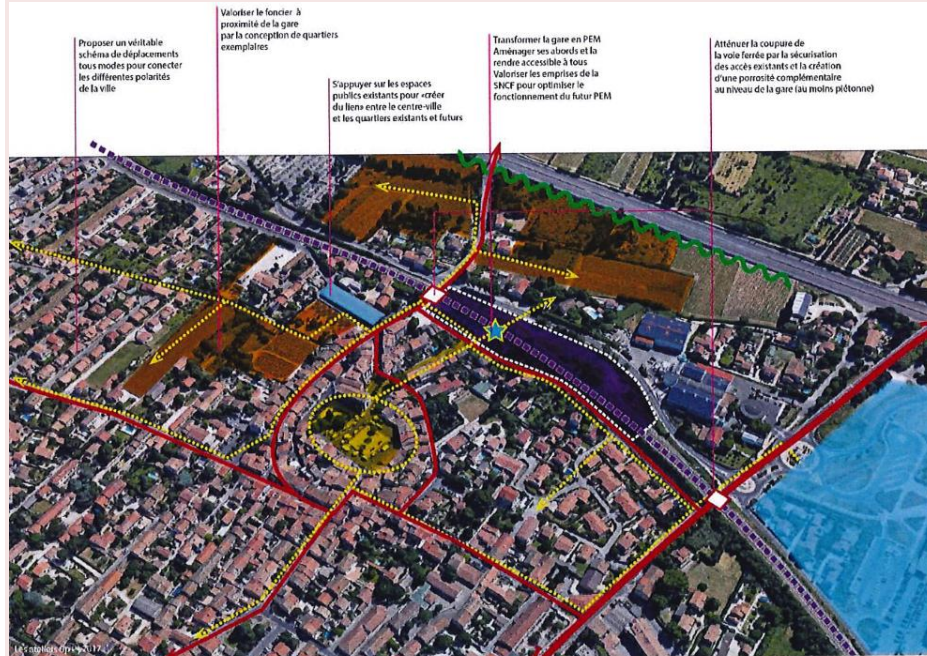 Proposer un véritable
schéma de déplacements
tous modes pour conecter
les différentes polarités
de la ville
Valoriser le foncier à
proximité de la gare
par la conception de quartiers
exemplaires
S'appuyer sur les espaces
publics existants pour «créer
du lien» entre le centre-ville
et les quartiers existants et futurs
Transformer la gare en PEM
Aménager ses abords et la
rendre accessible à tous
Valoriser les emprises de la
SNCF pour optimiser le
fonctionnement du futur PEM
Atténuer la coupure de
la voie ferrée par la sécurisation
des accès existants et la création
d'une porosité complémentaire
au niveau de la gare (au moins piétonne)
Les ateliers 2017